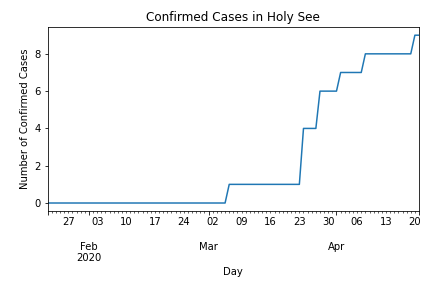 Confirmed Cases in Holy See
Number of Confirmed Cases
8
6
4
2
0
27 03 10 17 24 02 09 16 23 30 06 13 20
Feb Mar Apr
2020
Day